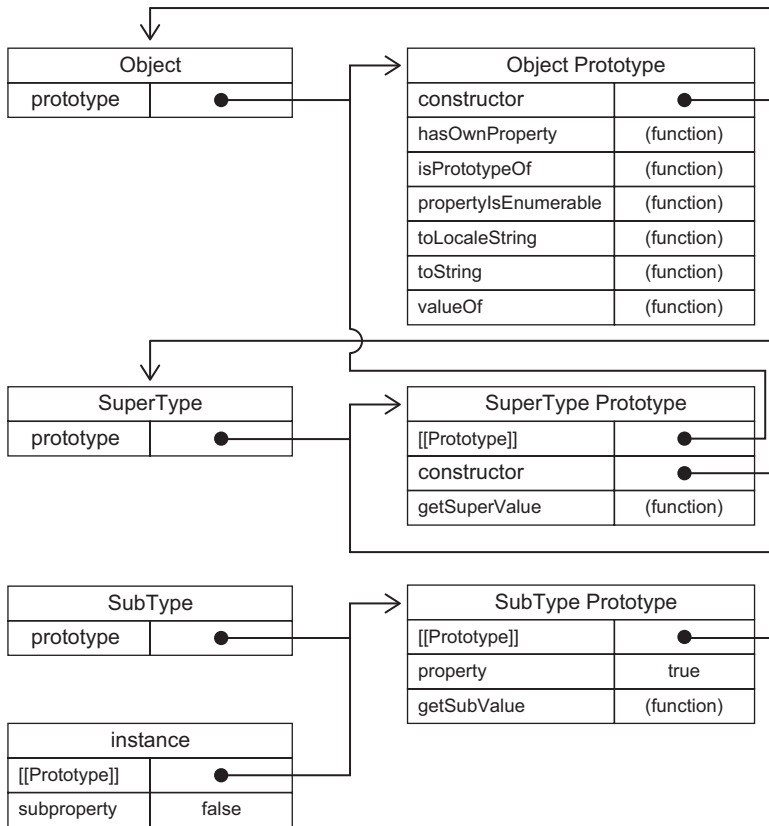 Object
prototype
Object Prototype
constructor
hasOwnProperty (function)
isPrototypeOf (function)
propertyIsEnumerable (function)
toLocaleString (function)
toString (function)
valueOf (function)
SuperType
prototype
SuperType Prototype
[[Prototype]]
constructor
getSuperValue (function)
SubType
prototype
SubType Prototype
[[Prototype]]
property true
getSubValue (function)
instance
[[Prototype]]
subproperty false